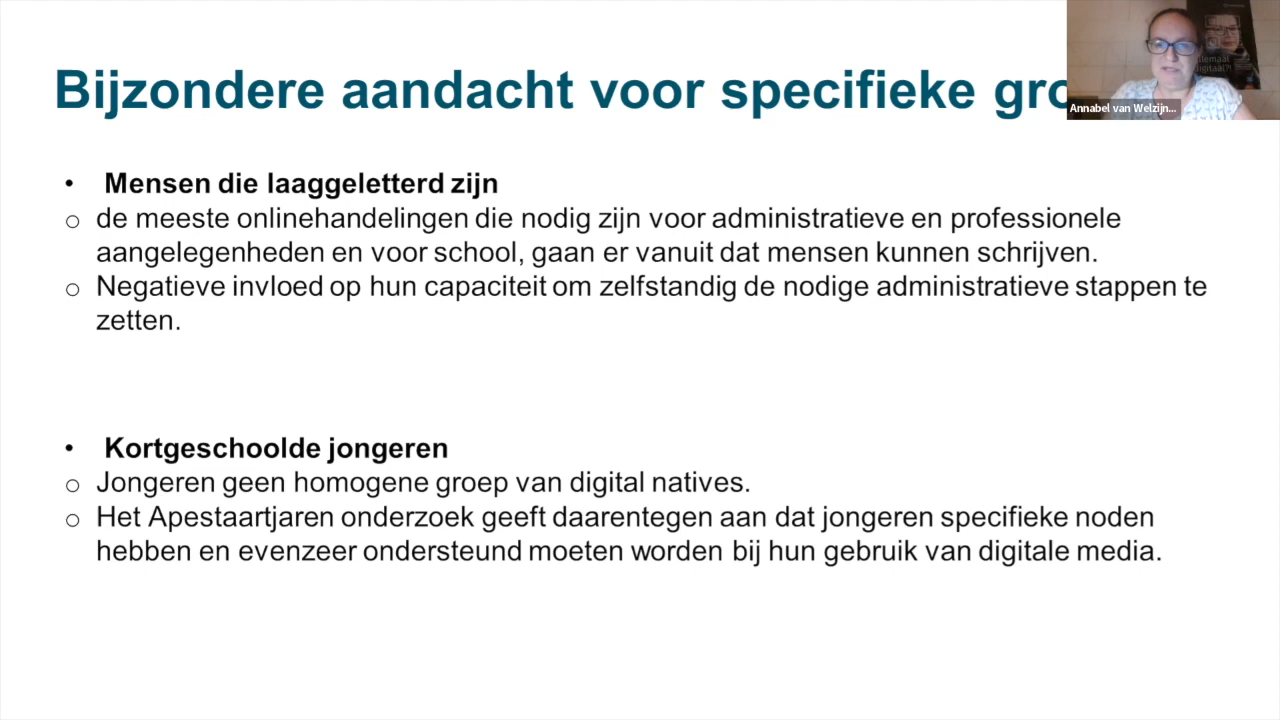 Bijzondere aandacht voor specifieke gro
Annabel van Welzijn...
• Mensen die laaggeletterd zijn
o de meeste onlinehandelingen die nodig zijn voor administratieve en professionele
aangelegenheden en voor school, gaan er vanuit dat mensen kunnen schrijven.
o Negatieve invloed op hun capaciteit om zelfstandig de nodige administratieve stappen te
zetten.
• Kortgeschoolde jongeren
o Jongeren geen homogene groep van digital natives.
o Het Apestaartjaren onderzoek geeft daarentegen aan dat jongeren specifieke noden
hebben en evenzeer ondersteund moeten worden bij hun gebruik van digitale media.